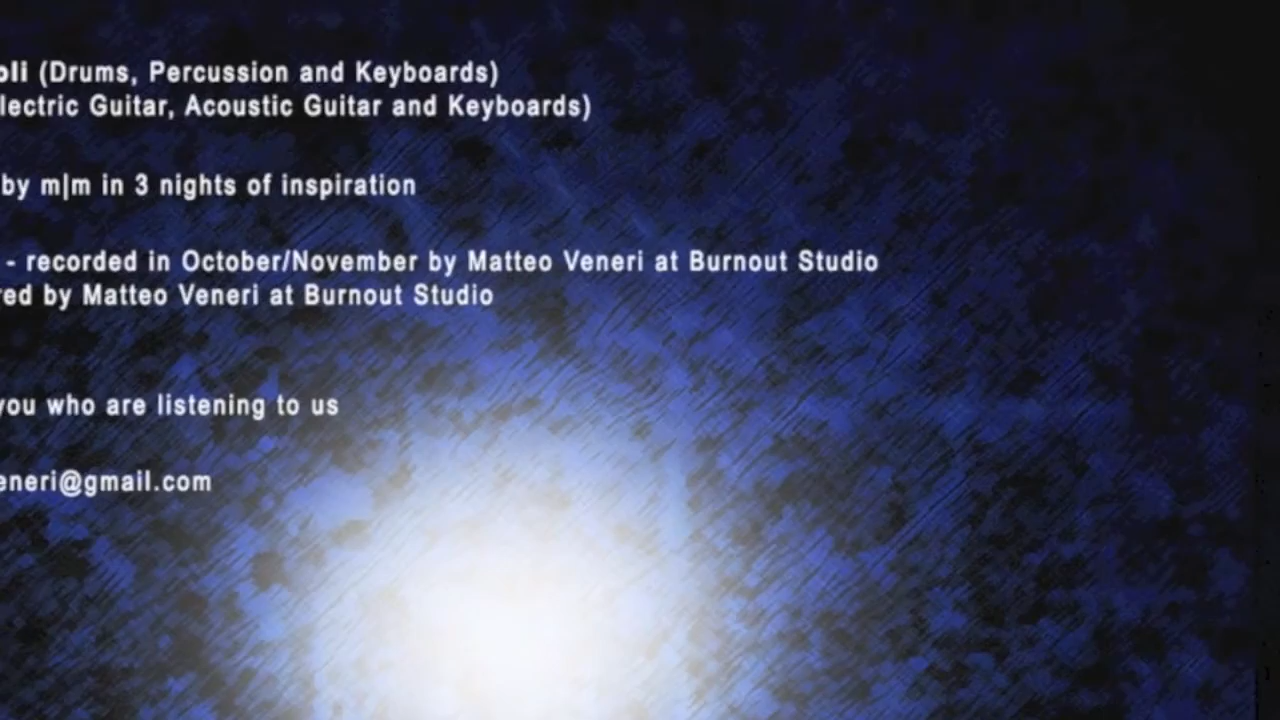 oli (Drums, Percussion and Keyboards)
lectric Guitar, Acoustic Guitar and Keyboards)
by m|m in 3 nights of inspiration
- recorded in October/November by Matteo Veneri at Burnout Studio
red by Matteo Veneri at Burnout Studio
you who are listening to us
eneri@gmail.com